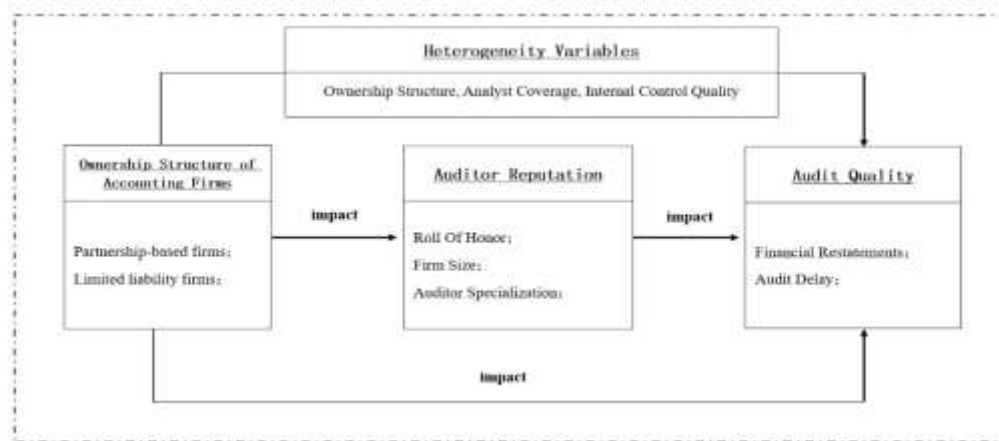 Heterogeneity Variables
Ownership Structure, Analyst Coverage, Internal Control Quality
Ownership Structure of
Accounting Firms
Partnership-based firms;
Limited liability firms;
impact
Auditor Reputation
Roll Of Honor;
Firm Size;
Auditor Specialization;
impact
Audit Quality
Financial Restatements;
Audit Delay;
impact